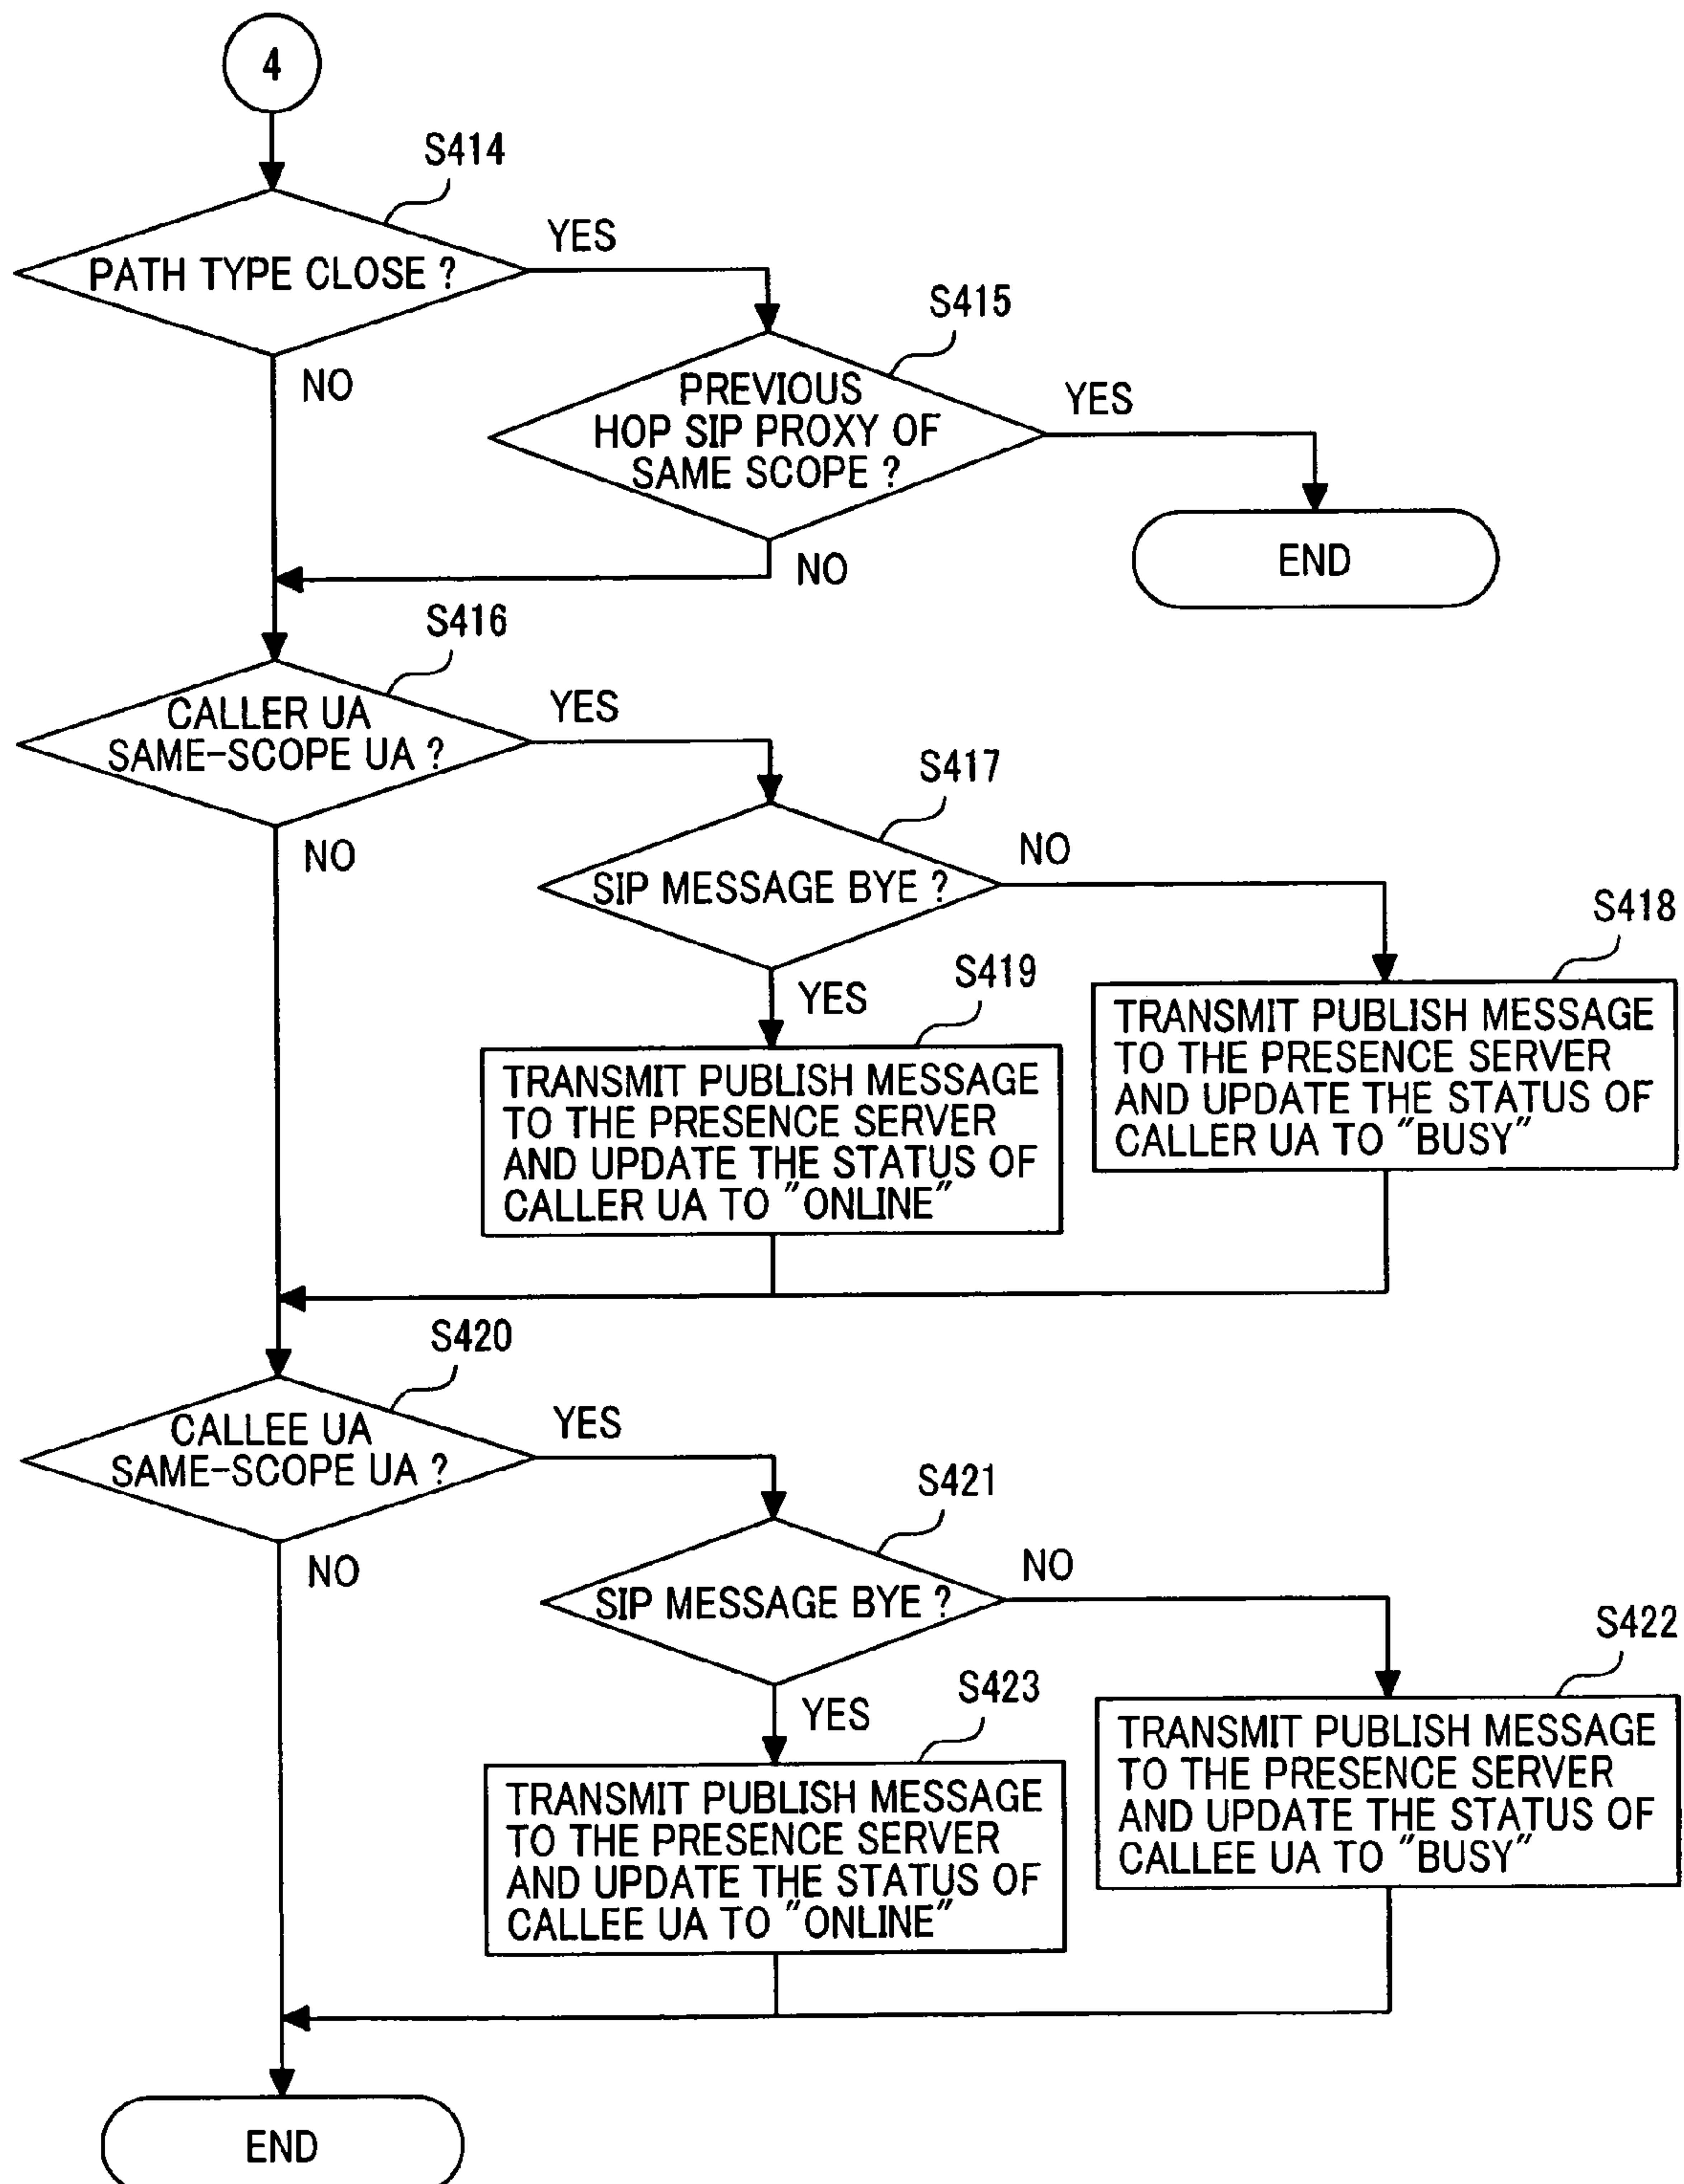 4
S414
PATH TYPE CLOSE ?
YES
NO
S415
PREVIOUS
HOP SIP PROXY OF
SAME SCOPE ?
YES
NO
END
S416
CALLER UA
SAME-SCOPE UA ?
YES
NO
S417
SIP MESSAGE BYE ?
NO
YES
S418
TRANSMIT PUBLISH MESSAGE
TO THE PRESENCE SERVER
AND UPDATE THE STATUS OF
CALLER UA TO "BUSY"
S419
TRANSMIT PUBLISH MESSAGE
TO THE PRESENCE SERVER
AND UPDATE THE STATUS OF
CALLER UA TO "ONLINE"
S420
CALLEE UA
SAME-SCOPE UA ?
YES
NO
S421
SIP MESSAGE BYE ?
NO
YES
S422
TRANSMIT PUBLISH MESSAGE
TO THE PRESENCE SERVER
AND UPDATE THE STATUS OF
CALLEE UA TO "BUSY"
S423
TRANSMIT PUBLISH MESSAGE
TO THE PRESENCE SERVER
AND UPDATE THE STATUS OF
CALLEE UA TO "ONLINE"
END